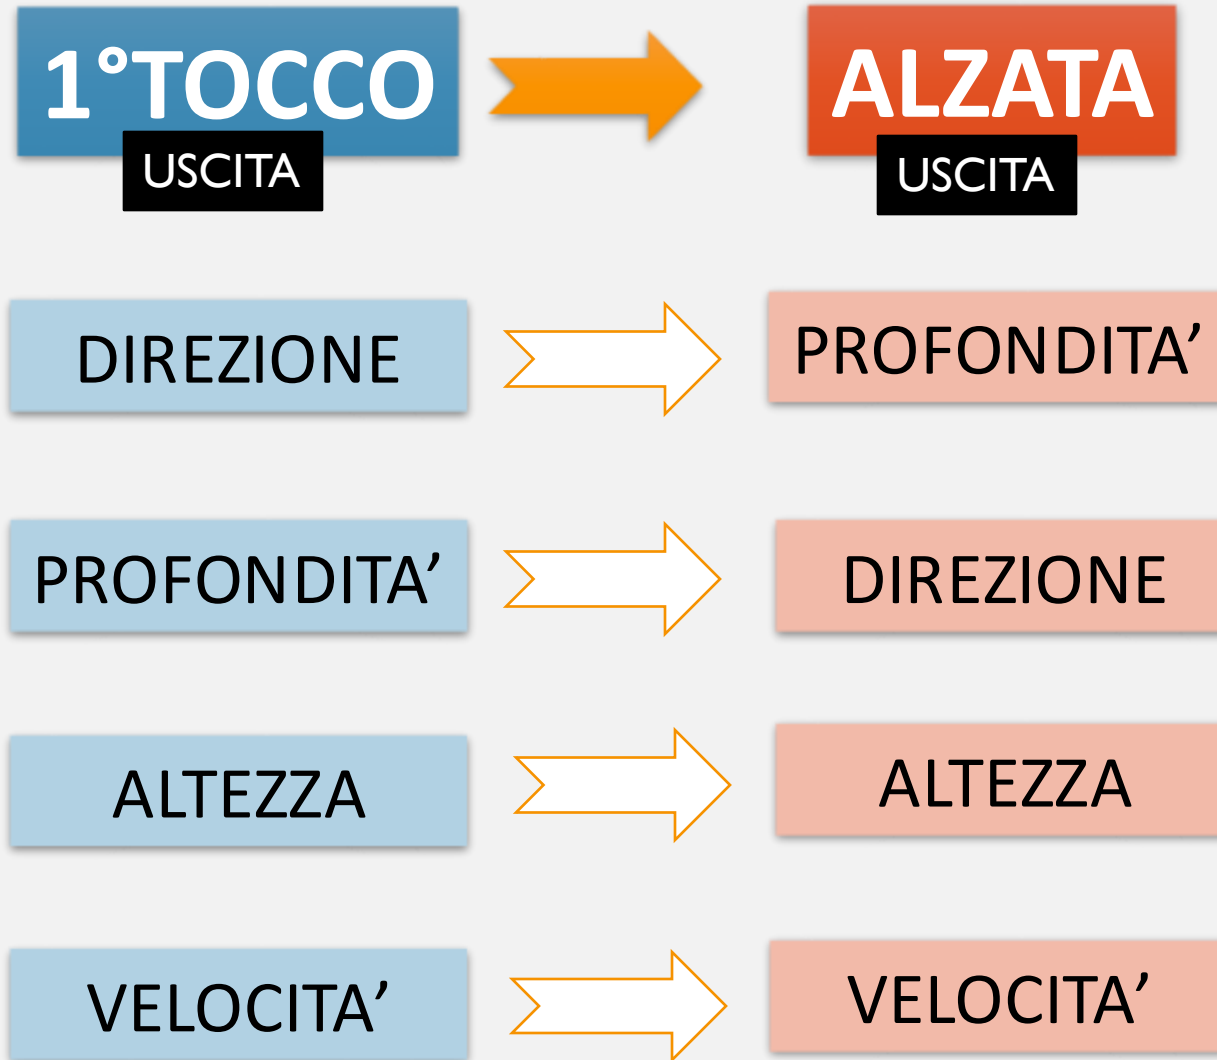 1°TOCCO
USCITA
ALZATA
USCITA
DIREZIONE
PROFONDITA’
PROFONDITA’
DIREZIONE
ALTEZZA
ALTEZZA
VELOCITA’
VELOCITA’